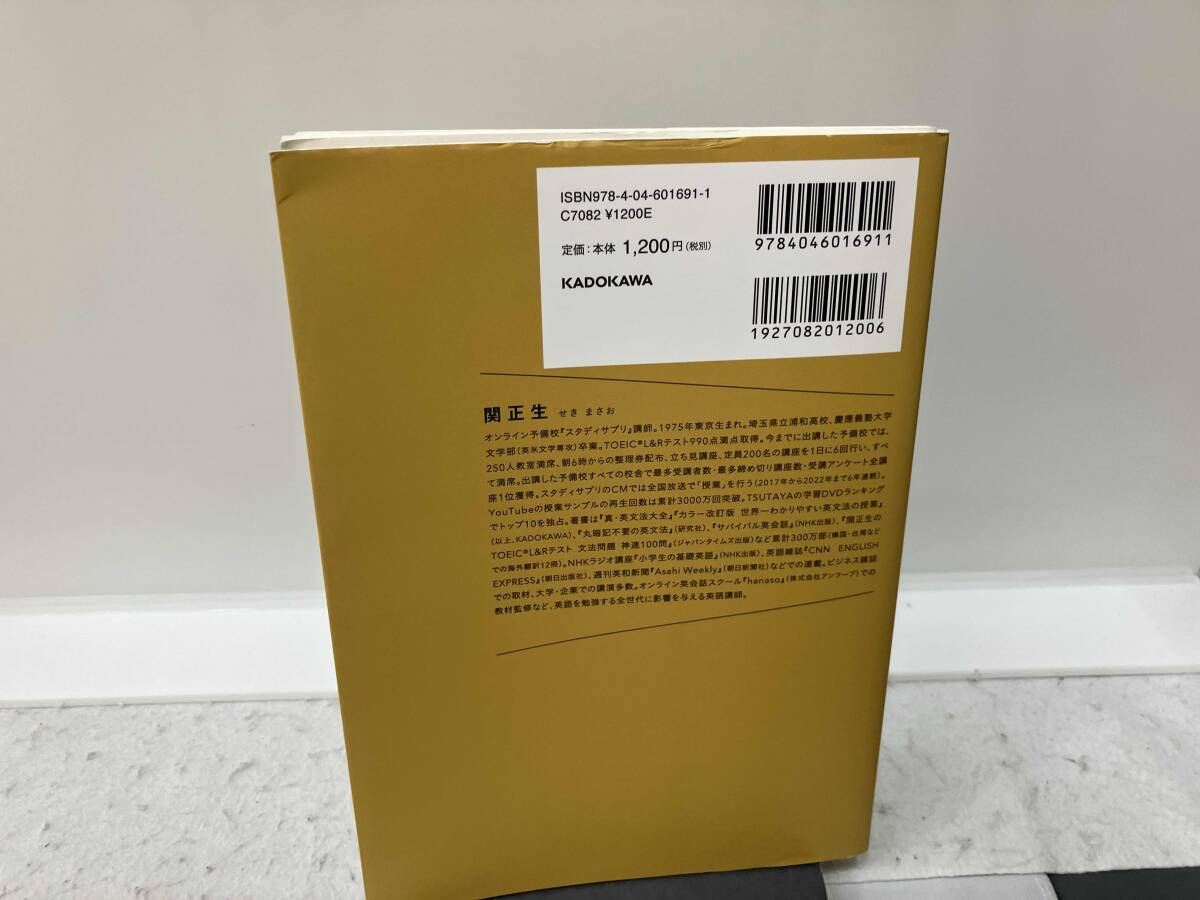 ISBN978-4-04-601691-1
C7082 ¥1200E
定価:本体 1,200円(税別)
KADOKAWA
9784046016911
1927082012006
関正生 せき まさお
オンライン予備校『スタディサプリ』講師。1975年東京生まれ。埼玉県立浦和高校、慶應義塾大学
文学部(英米文学専攻)卒業。TOEIC®L&Rテスト990点満点取得。今までに出講した予備校では、
250人教室満席、朝6時からの整理券配布、立ち見講座、定員200名の講座を1日に6回行い、すべ
て満席。出講した予備校すべての校舎で最多受講者数・最多締め切り講座数・受講アンケート全講
座1位獲得。スタディサプリのCMでは全国放送で「授業」を行う(2017年から2022年まで6年連続)。
YouTubeの授業サンプルの再生回数は累計3000万回突破。TSUTAYAの学習DVDランキング
でトップ10を独占。著書は『真・英文法大全』『カラー改訂版 世界一わかりやすい英文法の授業』
(以上、KADOKAWA)、『丸暗記不要の英文法』(研究社)、『サバイバル英会話』(NHK出版)、『関正生の
TOEIC®L&Rテスト 文法問題 神速100問』(ジャパンタイムズ出版)など累計300万部(韓国・台湾など
での海外翻訳12冊)。NHKラジオ講座『小学生の基礎英語』(NHK出版)、英語雑誌『CNN ENGLISH
EXPRESS』(朝日出版社)、週刊英和新聞『Asahi Weekly』(朝日新聞社)などでの連載。ビジネス雑誌
での取材、大学・企業での講演多数。オンライン英会話スクール『hanaso』(株式会社アンフープ)での
教材監修など、英語を勉強する全世代に影響を与える英語講師。